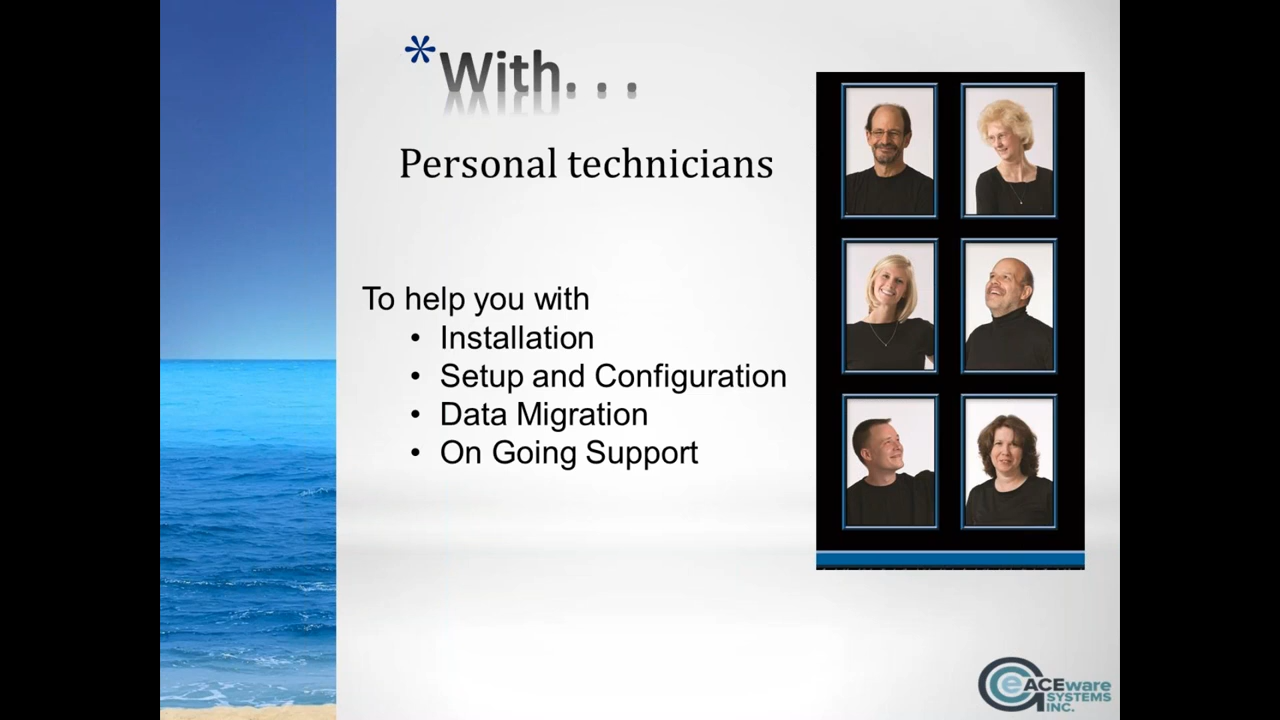 *With. . .
Personal technicians
To help you with
• Installation
• Setup and Configuration
• Data Migration
• On Going Support
ACEware
SYSTEMS
INC.